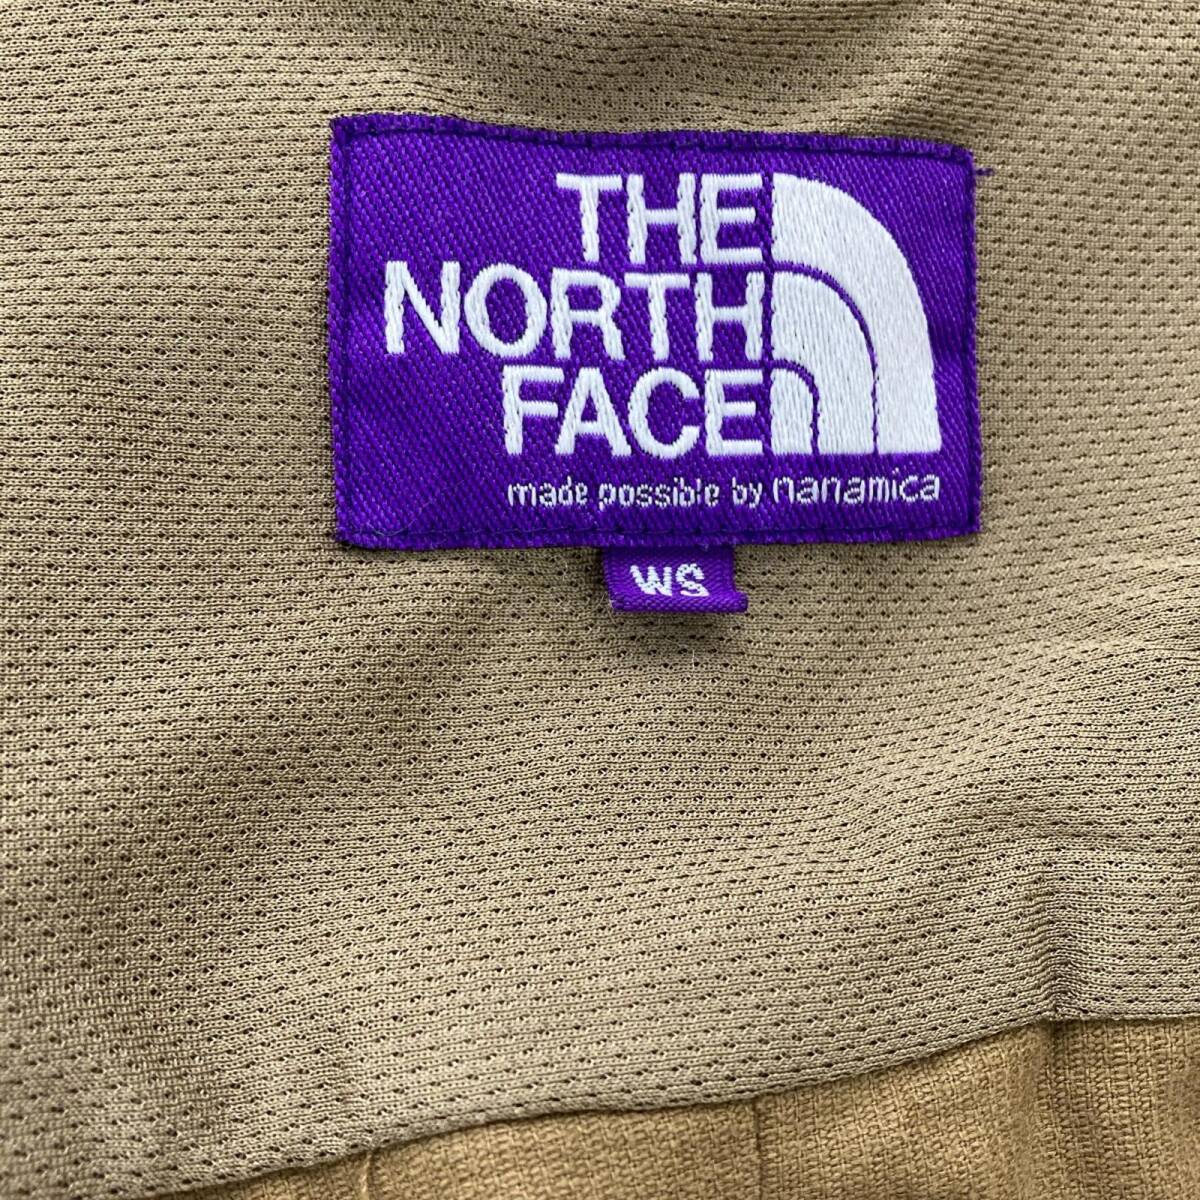 THE
NORTH
FACE
made possible by nanamica
WS